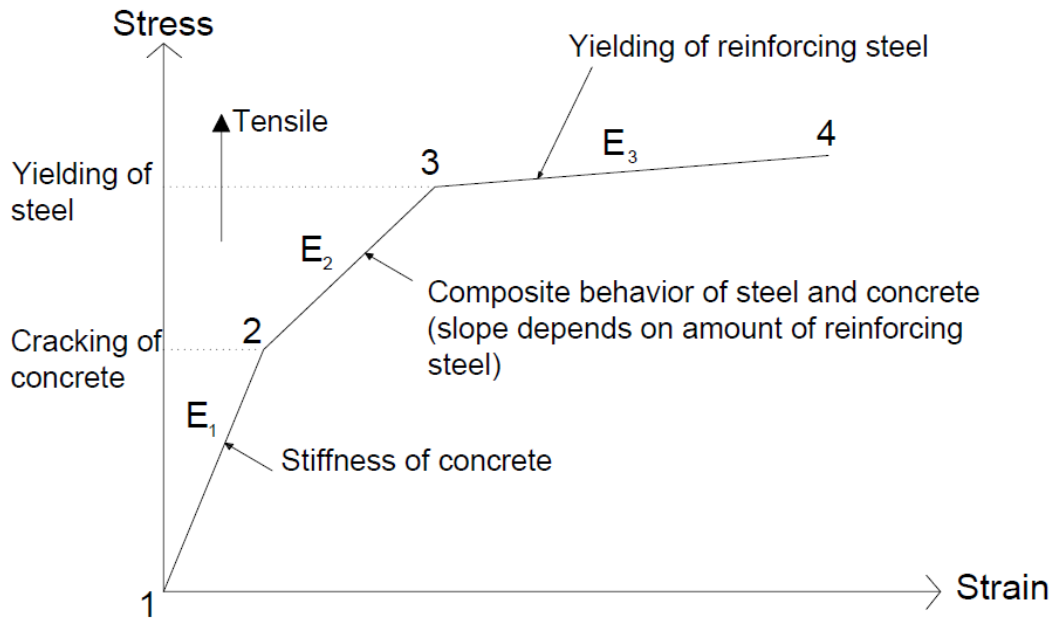 Stress
Yielding of reinforcing steel
Tensile
4
3
E₃
Yielding of
steel
E₂
Composite behavior of steel and concrete
(slope depends on amount of reinforcing
steel)
2
Cracking of
concrete
E₁
Stiffness of concrete
Strain
1